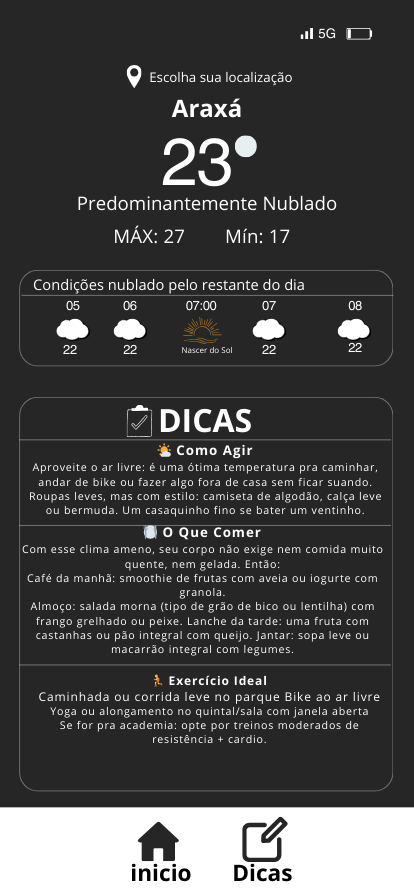 5G
Escolha sua localização
Araxá
23°
Predominantemente Nublado
MÁX: 27 Mín: 17
Condições nublado pelo restante do dia
05 06 07:00 07 08
22 22 Nascer do Sol 22 22
DICAS
Como Agir
Aproveite o ar livre: é uma ótima temperatura pra caminhar,
andar de bike ou fazer algo fora de casa sem ficar suando.
Roupas leves, mas com estilo: camiseta de algodão, calça leve
ou bermuda. Um casaquinho fino se bater um ventinho.
O Que Comer
Com esse clima ameno, seu corpo não exige nem comida muito
quente, nem gelada. Então:
Café da manhã: smoothie de frutas com aveia ou iogurte com
granola.
Almoço: salada morna (tipo de grão de bico ou lentilha) com
frango grelhado ou peixe. Lanche da tarde: uma fruta com
castanhas ou pão integral com queijo. Jantar: sopa leve ou
macarrão integral com legumes.
Exercício Ideal
Caminhada ou corrida leve no parque Bike ao ar livre
Yoga ou alongamento no quintal/sala com janela aberta
Se for pra academia: opte por treinos moderados de
resistência + cardio.
inicio Dicas